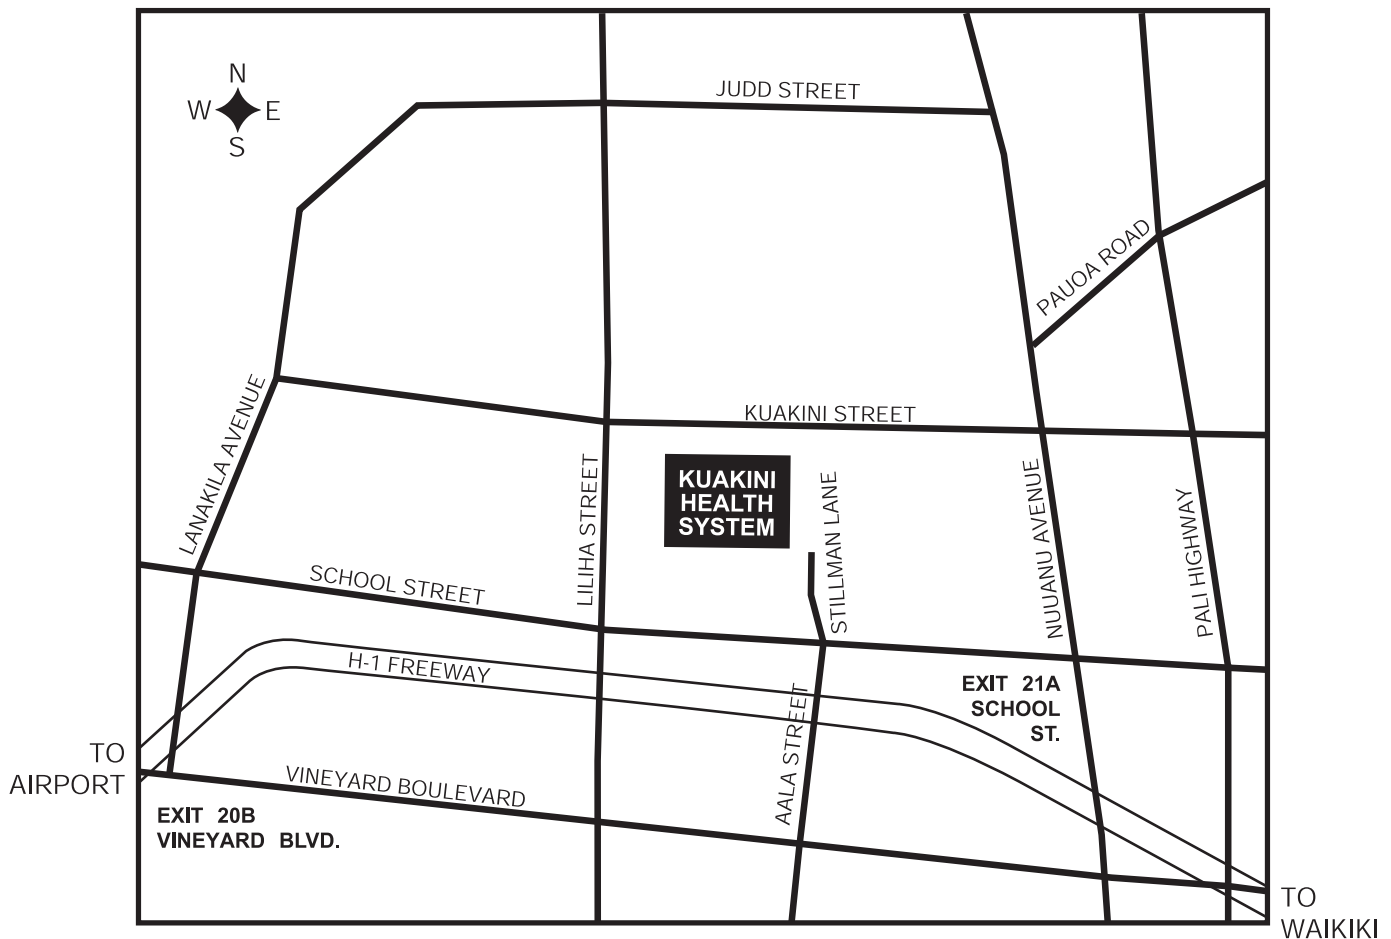 N
W E
S
JUDD STREET
PAUOA ROAD
KUAKINI STREET
LANAKILA AVENUE
LILIHA STREET
KUAKINI
HEALTH
SYSTEM
STILLMAN LANE
NUUANU AVENUE
PALI HIGHWAY
SCHOOL STREET
H-1 FREEWAY
EXIT 21A
SCHOOL
ST.
AALA STREET
TO
AIRPORT
VINEYARD BOULEVARD
EXIT 20B
VINEYARD BLVD.
TO
WAIKIKI